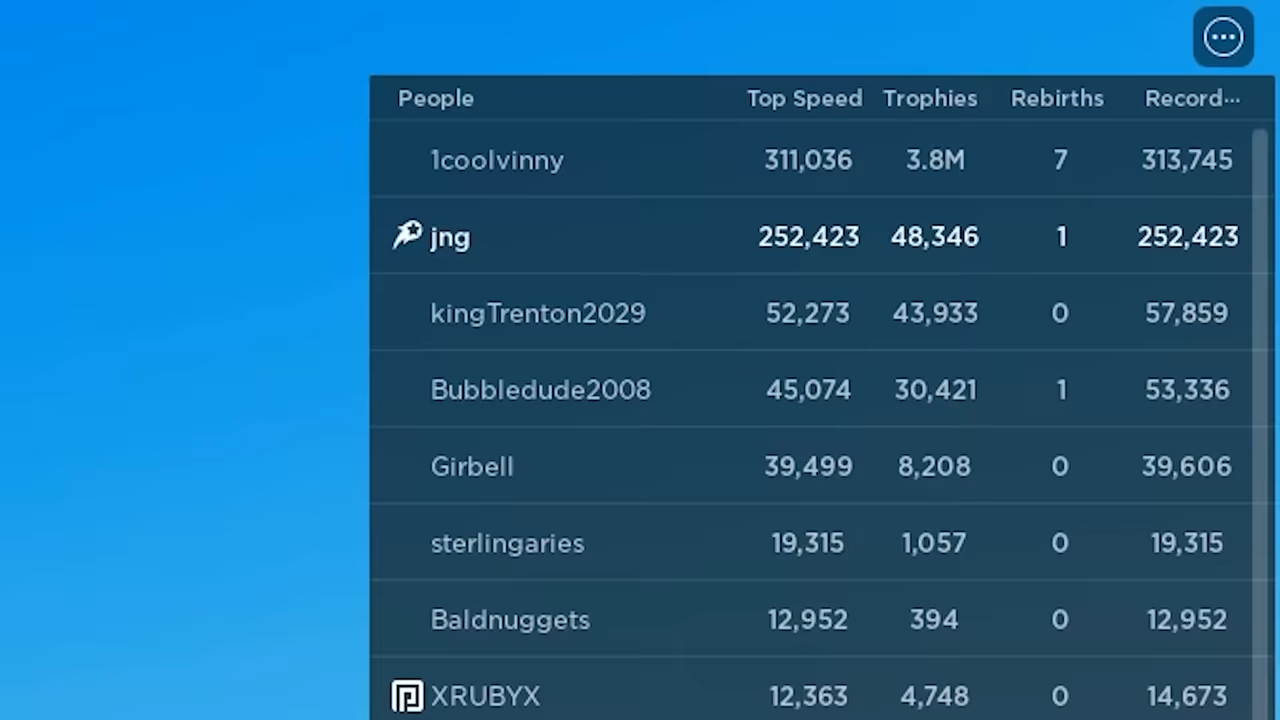 People Top Speed Trophies Rebirths Record...
1coolvinny 311,036 3.8M 7 313,745
jng 252,423 48,346 1 252,423
kingTrenton2029 52,273 43,933 0 57,859
Bubbledude2008 45,074 30,421 1 53,336
Girbell 39,499 8,208 0 39,606
sterlingaries 19,315 1,057 0 19,315
Baldnuggets 12,952 394 0 12,952
XRUBYX 12,363 4,748 0 14,673